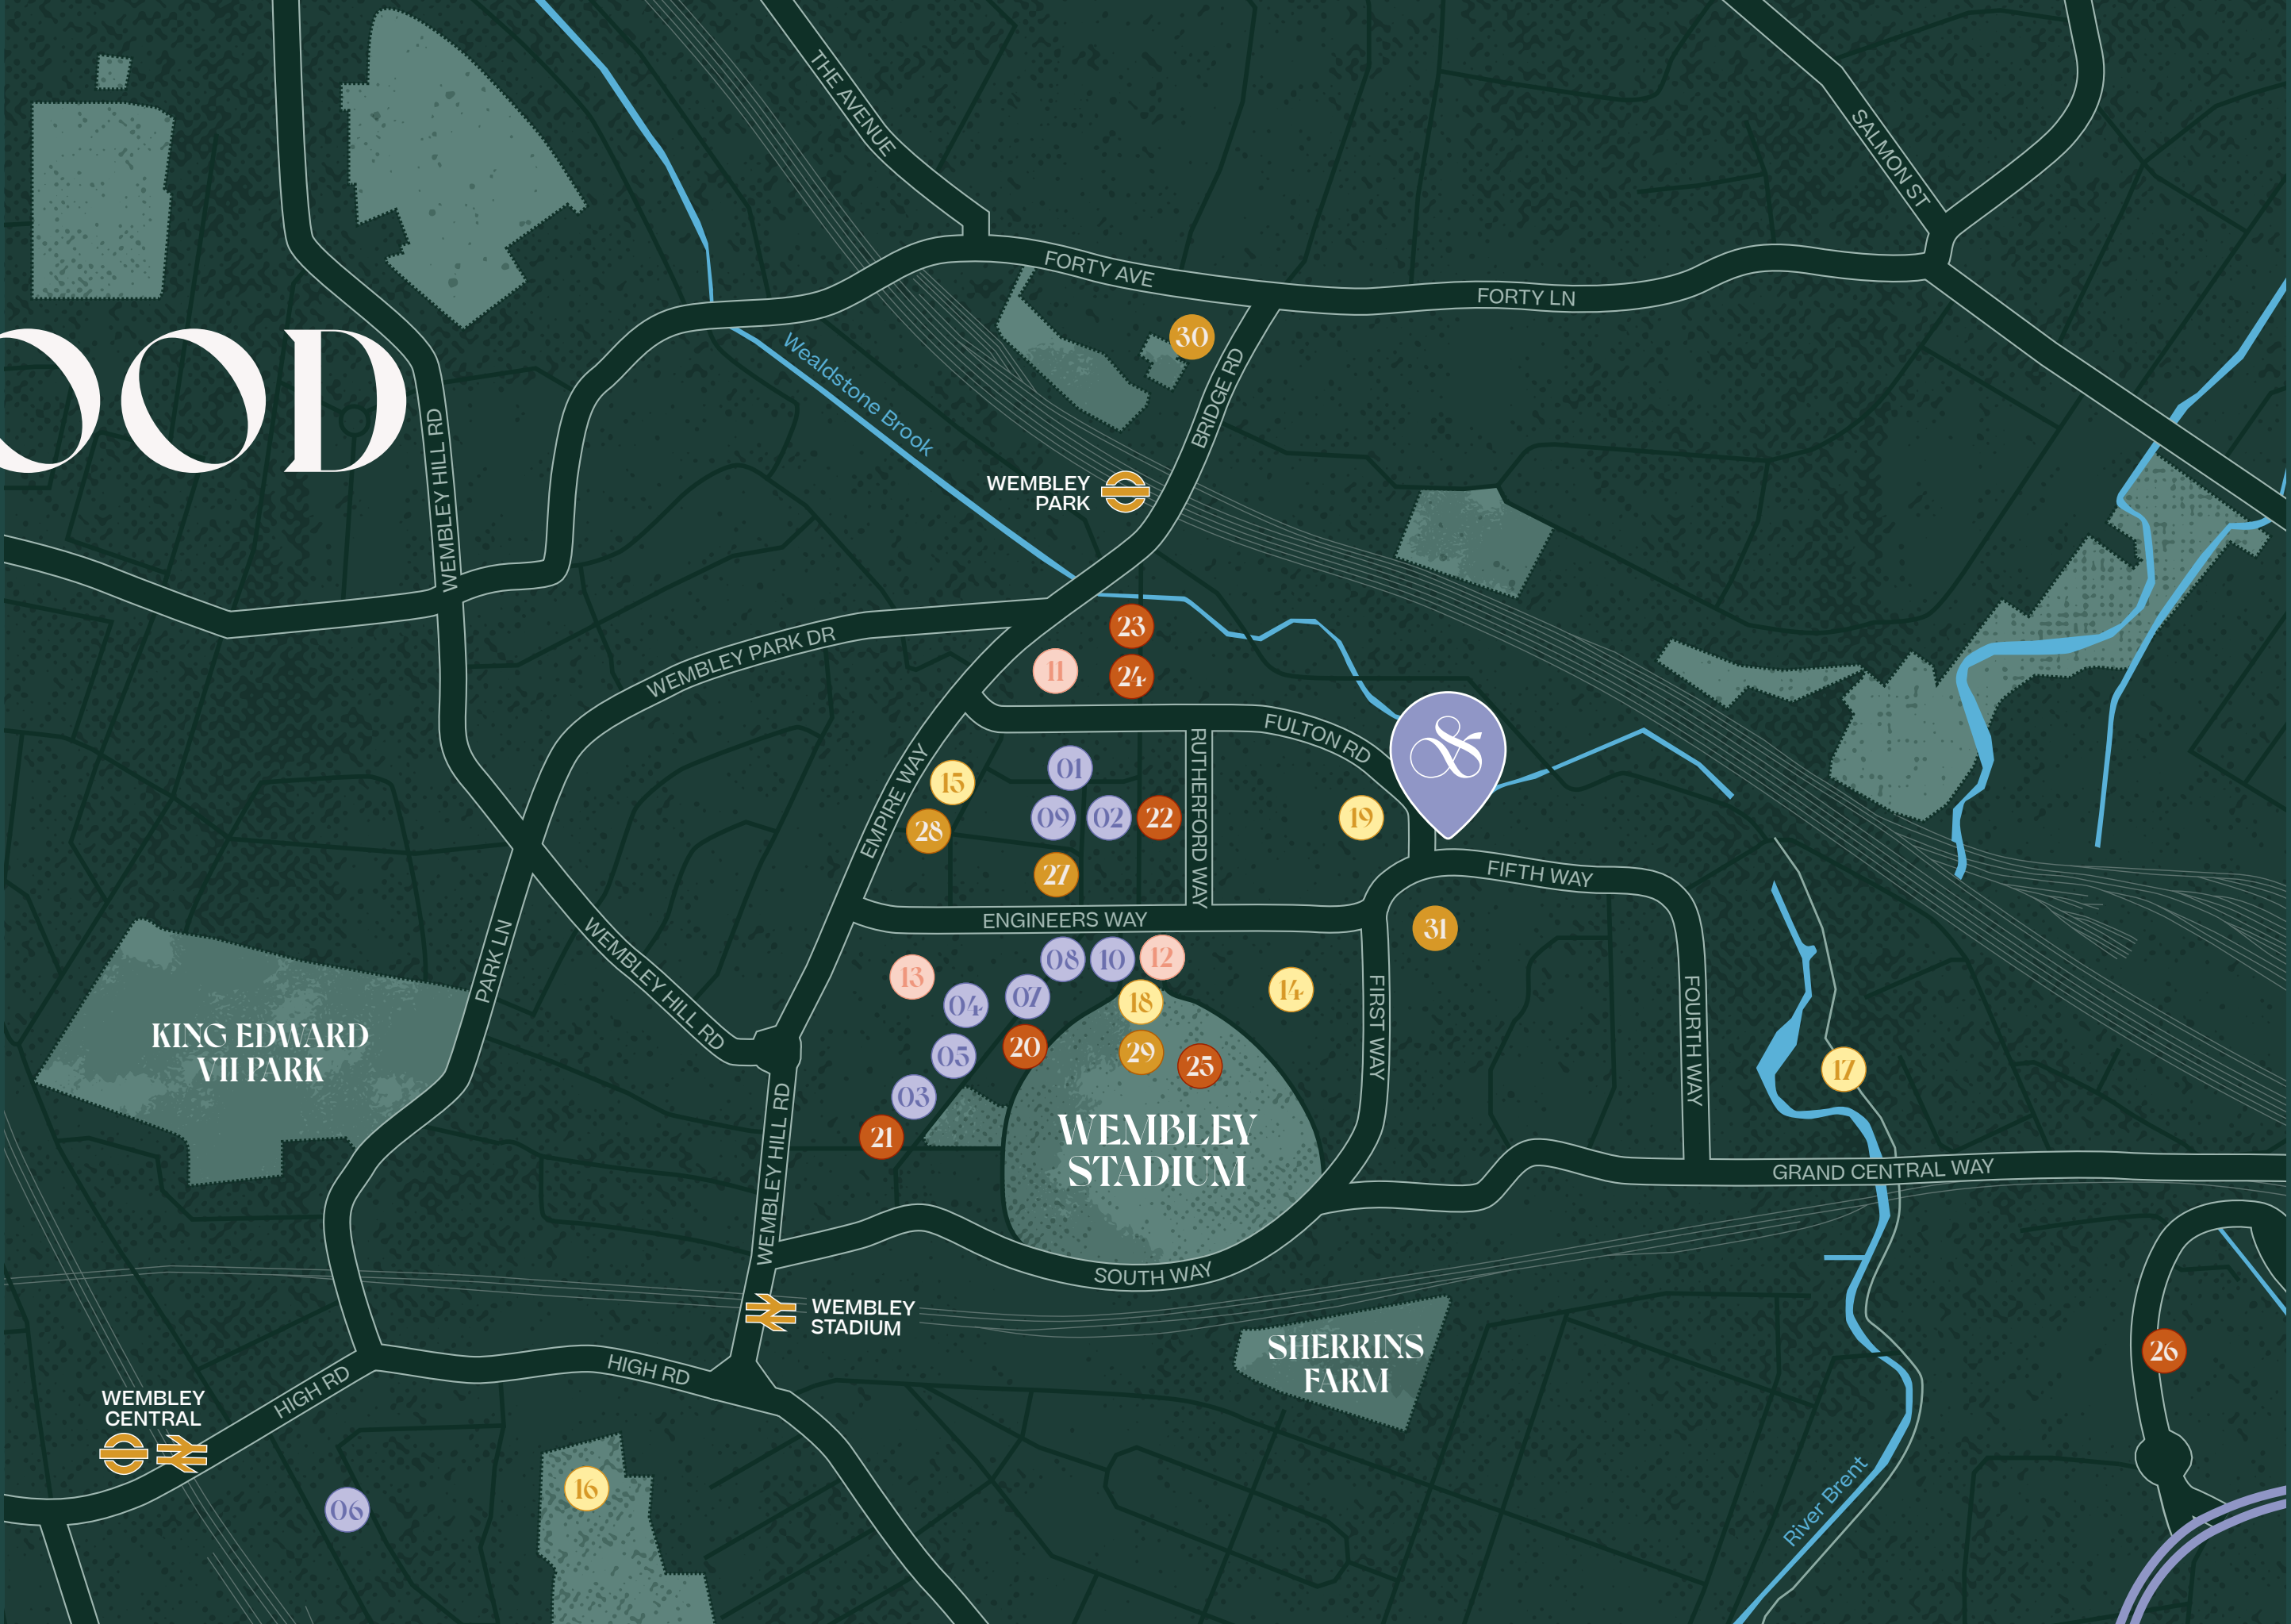 THE AVENUE
SALMON ST
FORTY AVE
FORTY LN
30
OOD
Wealdstone Brook
BRIDGE RD
WEMBLEY HILL RD
WEMBLEY
PARK
23
11
24
WEMBLEY PARK DR
FULTON RD
RUTHERFORD WAY
&
EMPIRE WAY
01
15
09
02
22
19
28
27
FIFTH WAY
ENGINEERS WAY
31
PARK LN
WEMBLEY HILL RD
08
10
12
13
04
07
18
14
FIRST WAY
FOURTH WAY
KING EDWARD
VII PARK
05
20
29
25
17
03
21
WEMBLEY
STADIUM
WEMBLEY HILL RD
GRAND CENTRAL WAY
SOUTH WAY
WEMBLEY
STADIUM
SHERRINS
FARM
26
HIGH RD
HIGH RD
WEMBLEY
CENTRAL
16
06
River Brent